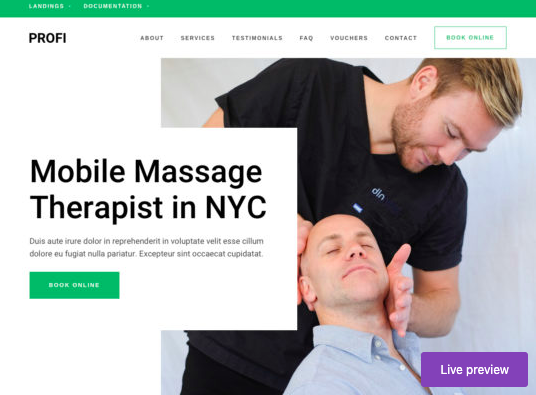 LANDINGS
DOCUMENTATION
PROFI
ABOUT SERVICES TESTIMONIALS FAQ VOUCHERS CONTACT BOOK ONLINE
Mobile Massage
Therapist in NYC
Duis aute irure dolor in reprehenderit in voluptate velit esse cillum
dolore eu fugiat nulla pariatur. Excepteur sint occaecat cupidatat.
BOOK ONLINE
dln
Live preview